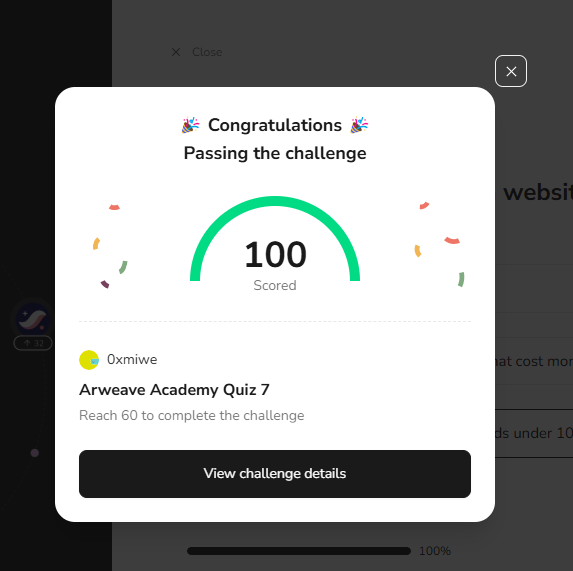 Close
Congratulations
Passing the challenge
websit
100
Scored
32
0xmiwe
Arweave Academy Quiz 7
hat cost mor
Reach 60 to complete the challenge
ds under 10
View challenge details
100%